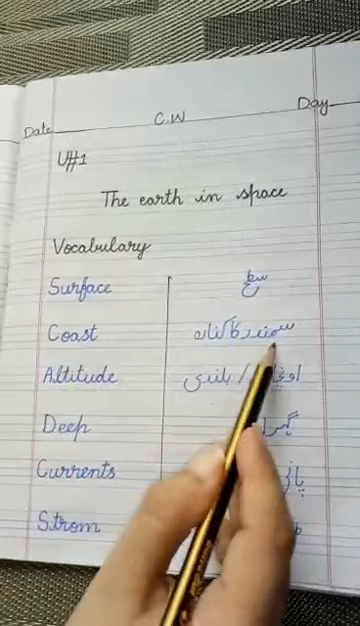 Date C.W Day
U#1
The earth in space
Vocabulary
Surface سطح
Coast سمندر کا کنارہ
Altitude / بلندی
Deep
Currents
Strom